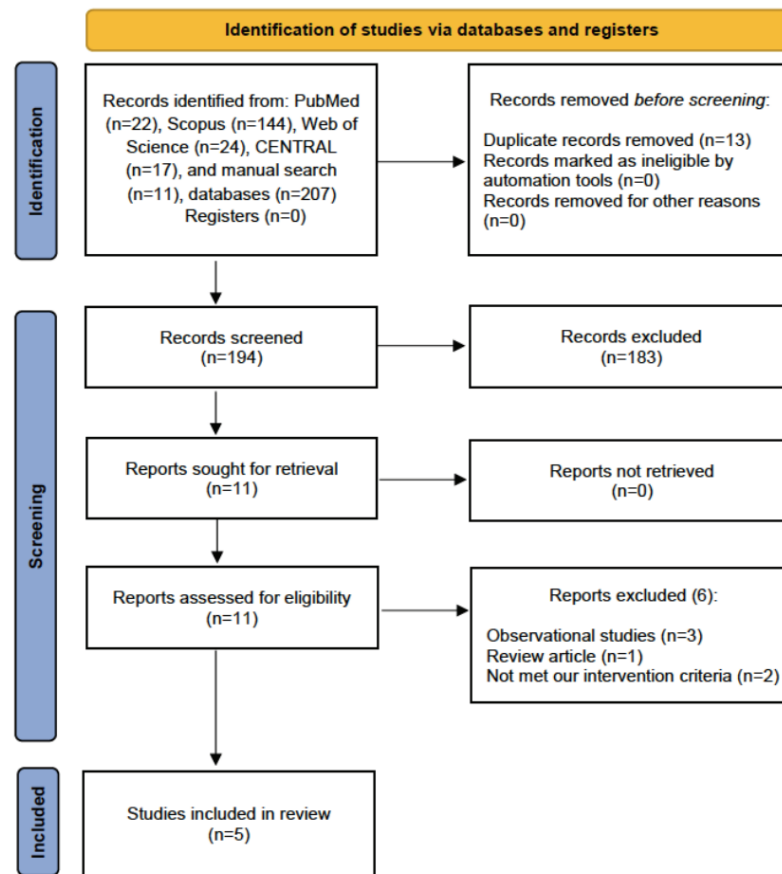 Identification of studies via databases and registers
Identification
Records identified from: PubMed
(n=22), Scopus (n=144), Web of
Science (n=24), CENTRAL
(n=17), and manual search
(n=11), databases (n=207)
Registers (n=0)
Records removed before screening:
Duplicate records removed (n=13)
Records marked as ineligible by
automation tools (n=0)
Records removed for other reasons
(n=0)
Screening
Records screened
(n=194)
Records excluded
(n=183)
Reports sought for retrieval
(n=11)
Reports not retrieved
(n=0)
Reports assessed for eligibility
(n=11)
Reports excluded (6):
Observational studies (n=3)
Review article (n=1)
Not met our intervention criteria (n=2)
Included
Studies included in review
(n=5)